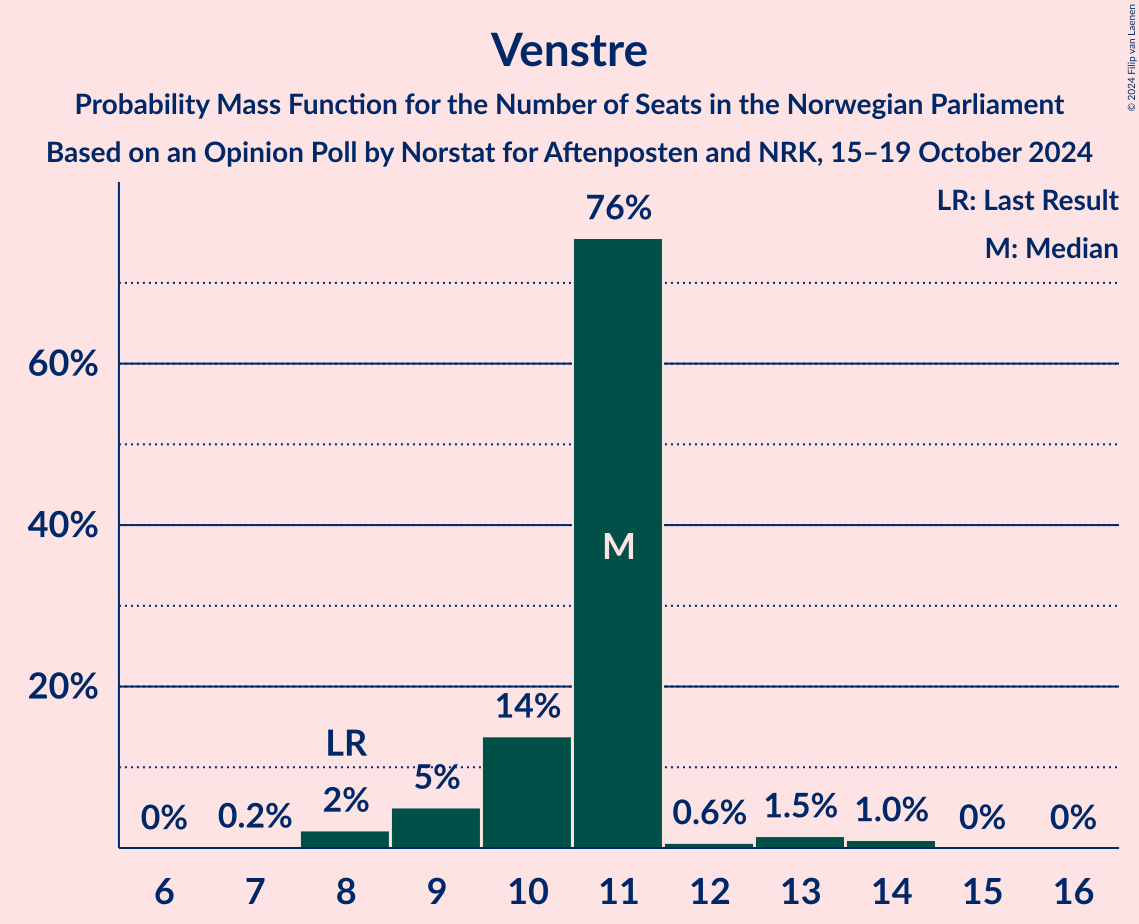 Venstre
Probability Mass Function for the Number of Seats in the Norwegian Parliament
Based on an Opinion Poll by Norstat for Aftenposten and NRK, 15–19 October 2024
© 2024 Filip van Laenen
LR: Last Result
M: Median
76%
60%
40%
M
20%
14%
LR
5%
0%
0.2%
2%
0.6%
1.5%
1.0%
0%
0%
6 7 8 9 10 11 12 13 14 15 16